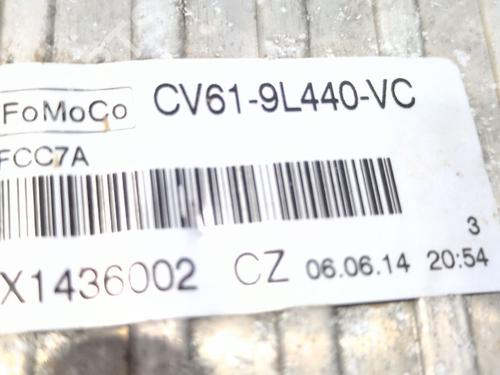 FoMoCo CV61-9L440-VC
FCC7A
3
X1436002 CZ 06.06.14 20:54